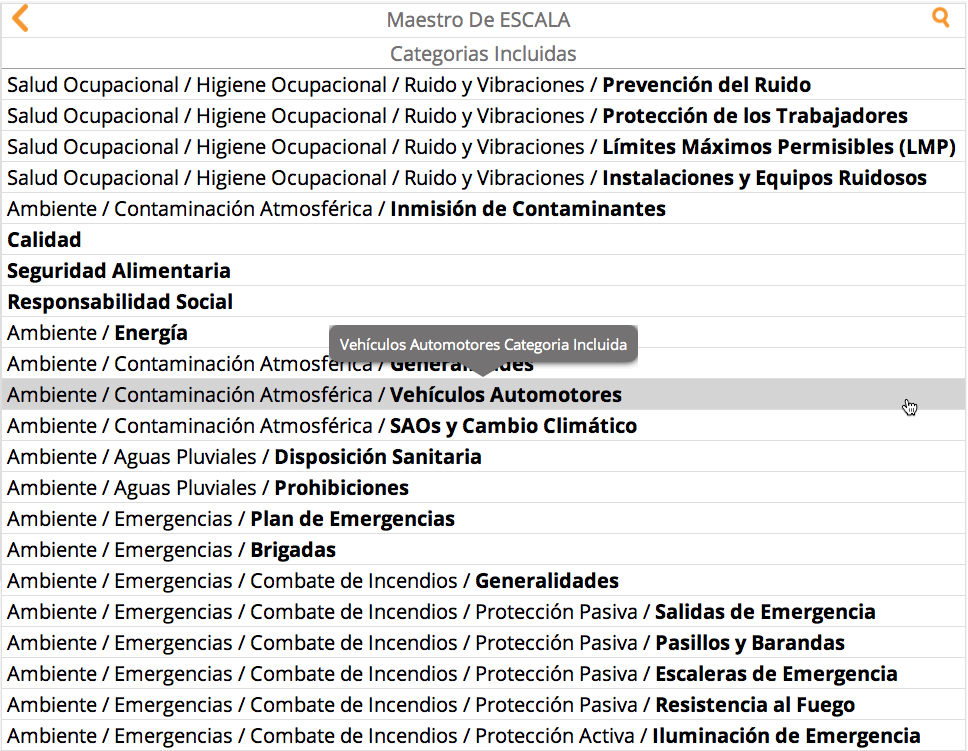 Maestro De ESCALA
Categorias Incluidas
Salud Ocupacional / Higiene Ocupacional / Ruido y Vibraciones / Prevención del Ruido
Salud Ocupacional / Higiene Ocupacional / Ruido y Vibraciones / Protección de los Trabajadores
Salud Ocupacional / Higiene Ocupacional / Ruido y Vibraciones / Límites Máximos Permisibles (LMP)
Salud Ocupacional / Higiene Ocupacional / Ruido y Vibraciones / Instalaciones y Equipos Ruidosos
Ambiente / Contaminación Atmosférica / Inmisión de Contaminantes
Calidad
Seguridad Alimentaria
Responsabilidad Social
Ambiente / Energía
Vehículos Automotores Categoria Incluida
Ambiente / Contaminación Atmosférica / Generalidades
Ambiente / Contaminación Atmosférica / Vehículos Automotores
Ambiente / Contaminación Atmosférica / SAOs y Cambio Climático
Ambiente / Aguas Pluviales / Disposición Sanitaria
Ambiente / Aguas Pluviales / Prohibiciones
Ambiente / Emergencias / Plan de Emergencias
Ambiente / Emergencias / Brigadas
Ambiente / Emergencias / Combate de Incendios / Generalidades
Ambiente / Emergencias / Combate de Incendios / Protección Pasiva / Salidas de Emergencia
Ambiente / Emergencias / Combate de Incendios / Protección Pasiva / Pasillos y Barandas
Ambiente / Emergencias / Combate de Incendios / Protección Pasiva / Escaleras de Emergencia
Ambiente / Emergencias / Combate de Incendios / Protección Pasiva / Resistencia al Fuego
Ambiente / Emergencias / Combate de Incendios / Protección Activa / Iluminación de Emergencia